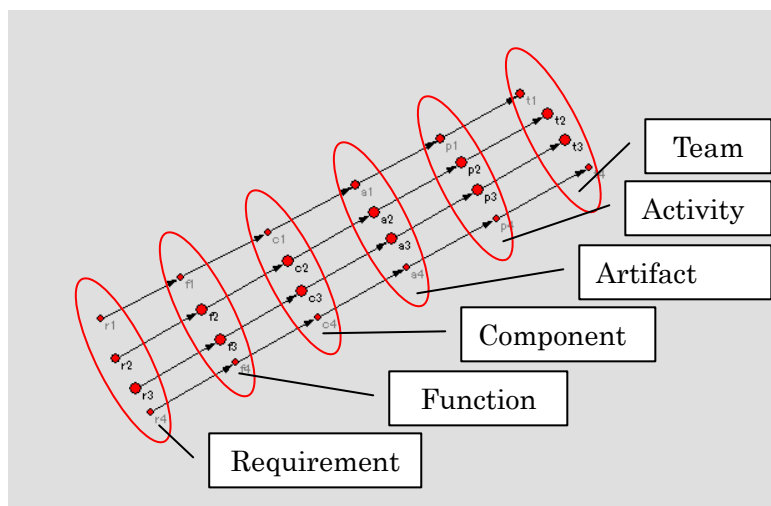 t1
t2
t3
4
Team
p1
p2
p3
p4
Activity
a1
a2
a3
a4
Artifact
c1
c2
c3
c4
Component
f1
f2
f3
f4
Function
r1
r2
r3
r4
Requirement